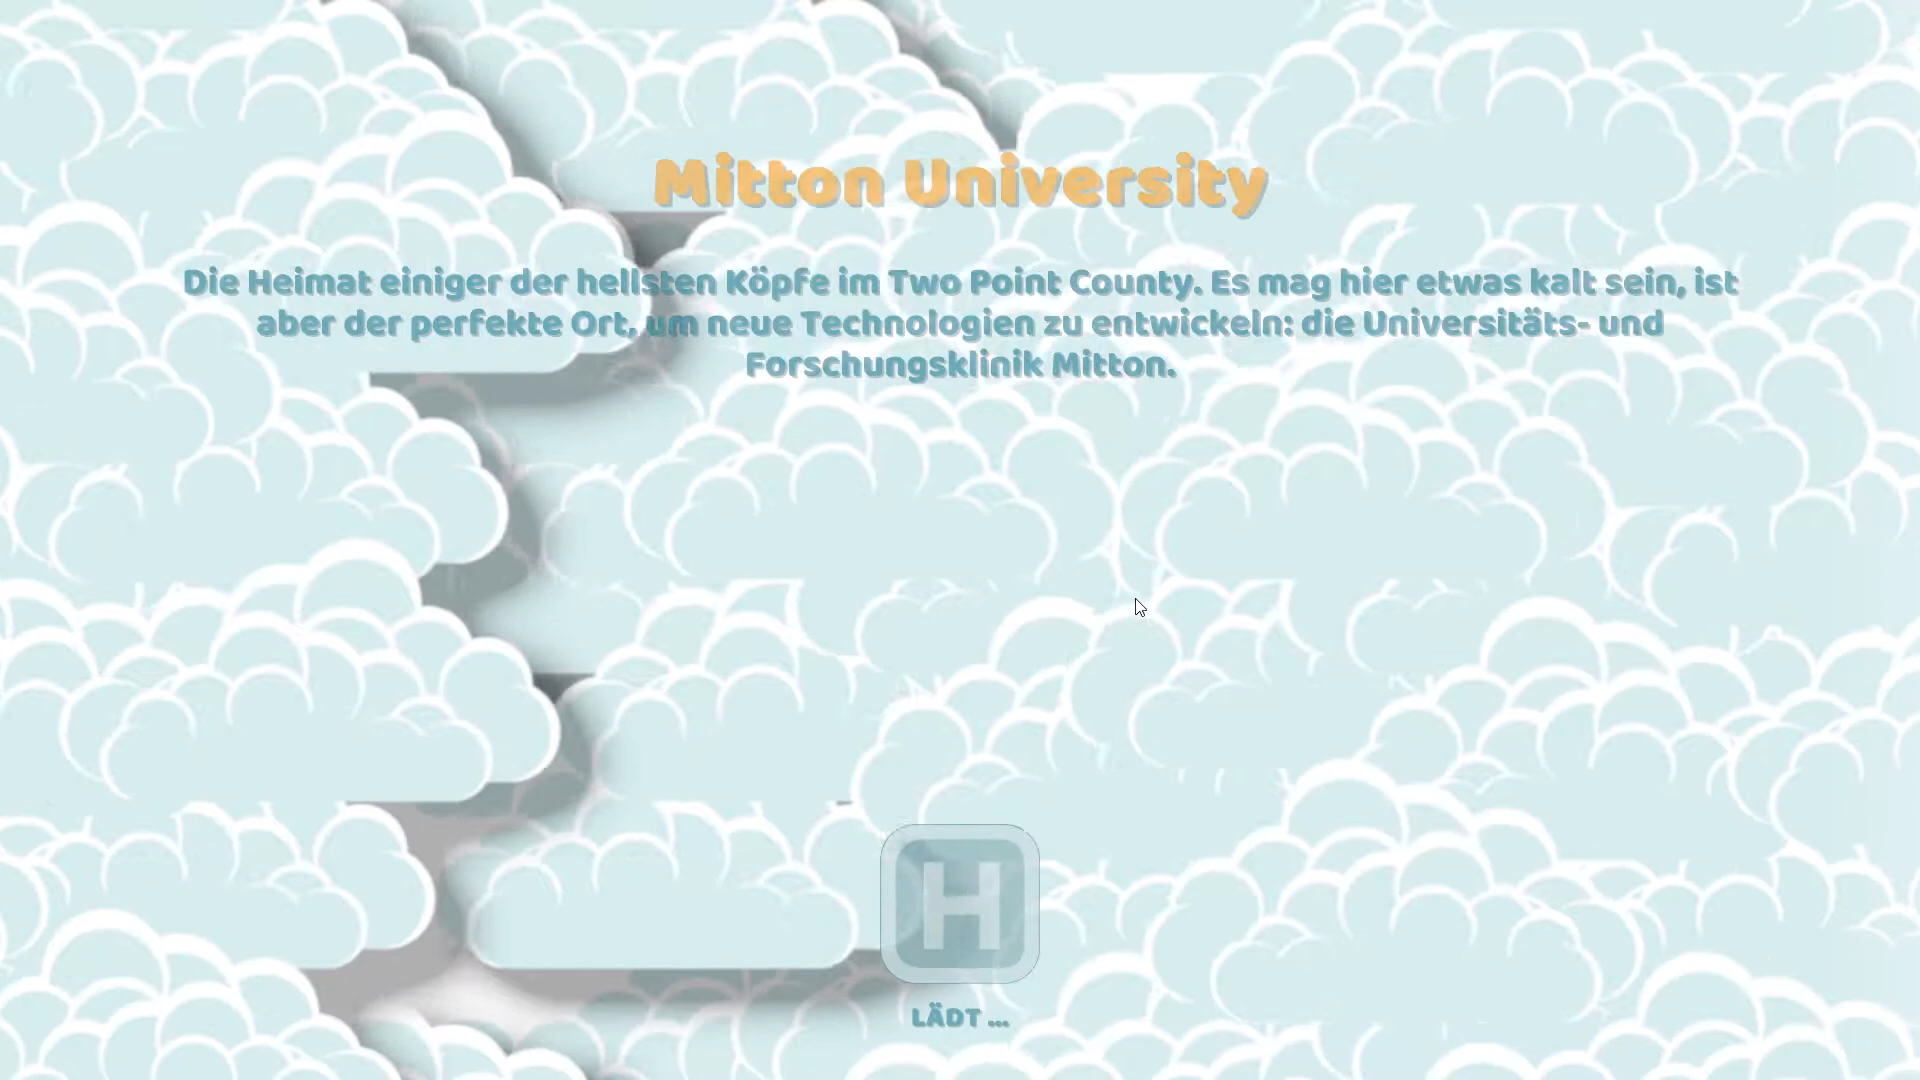 Mitton University
Die Heimat einiger der hellsten Köpfe im Two Point County. Es mag hier etwas kalt sein, ist
aber der perfekte Ort, um neue Technologien zu entwickeln: die Universitäts- und
Forschungsklinik Mitton.
H
LÄDT ...